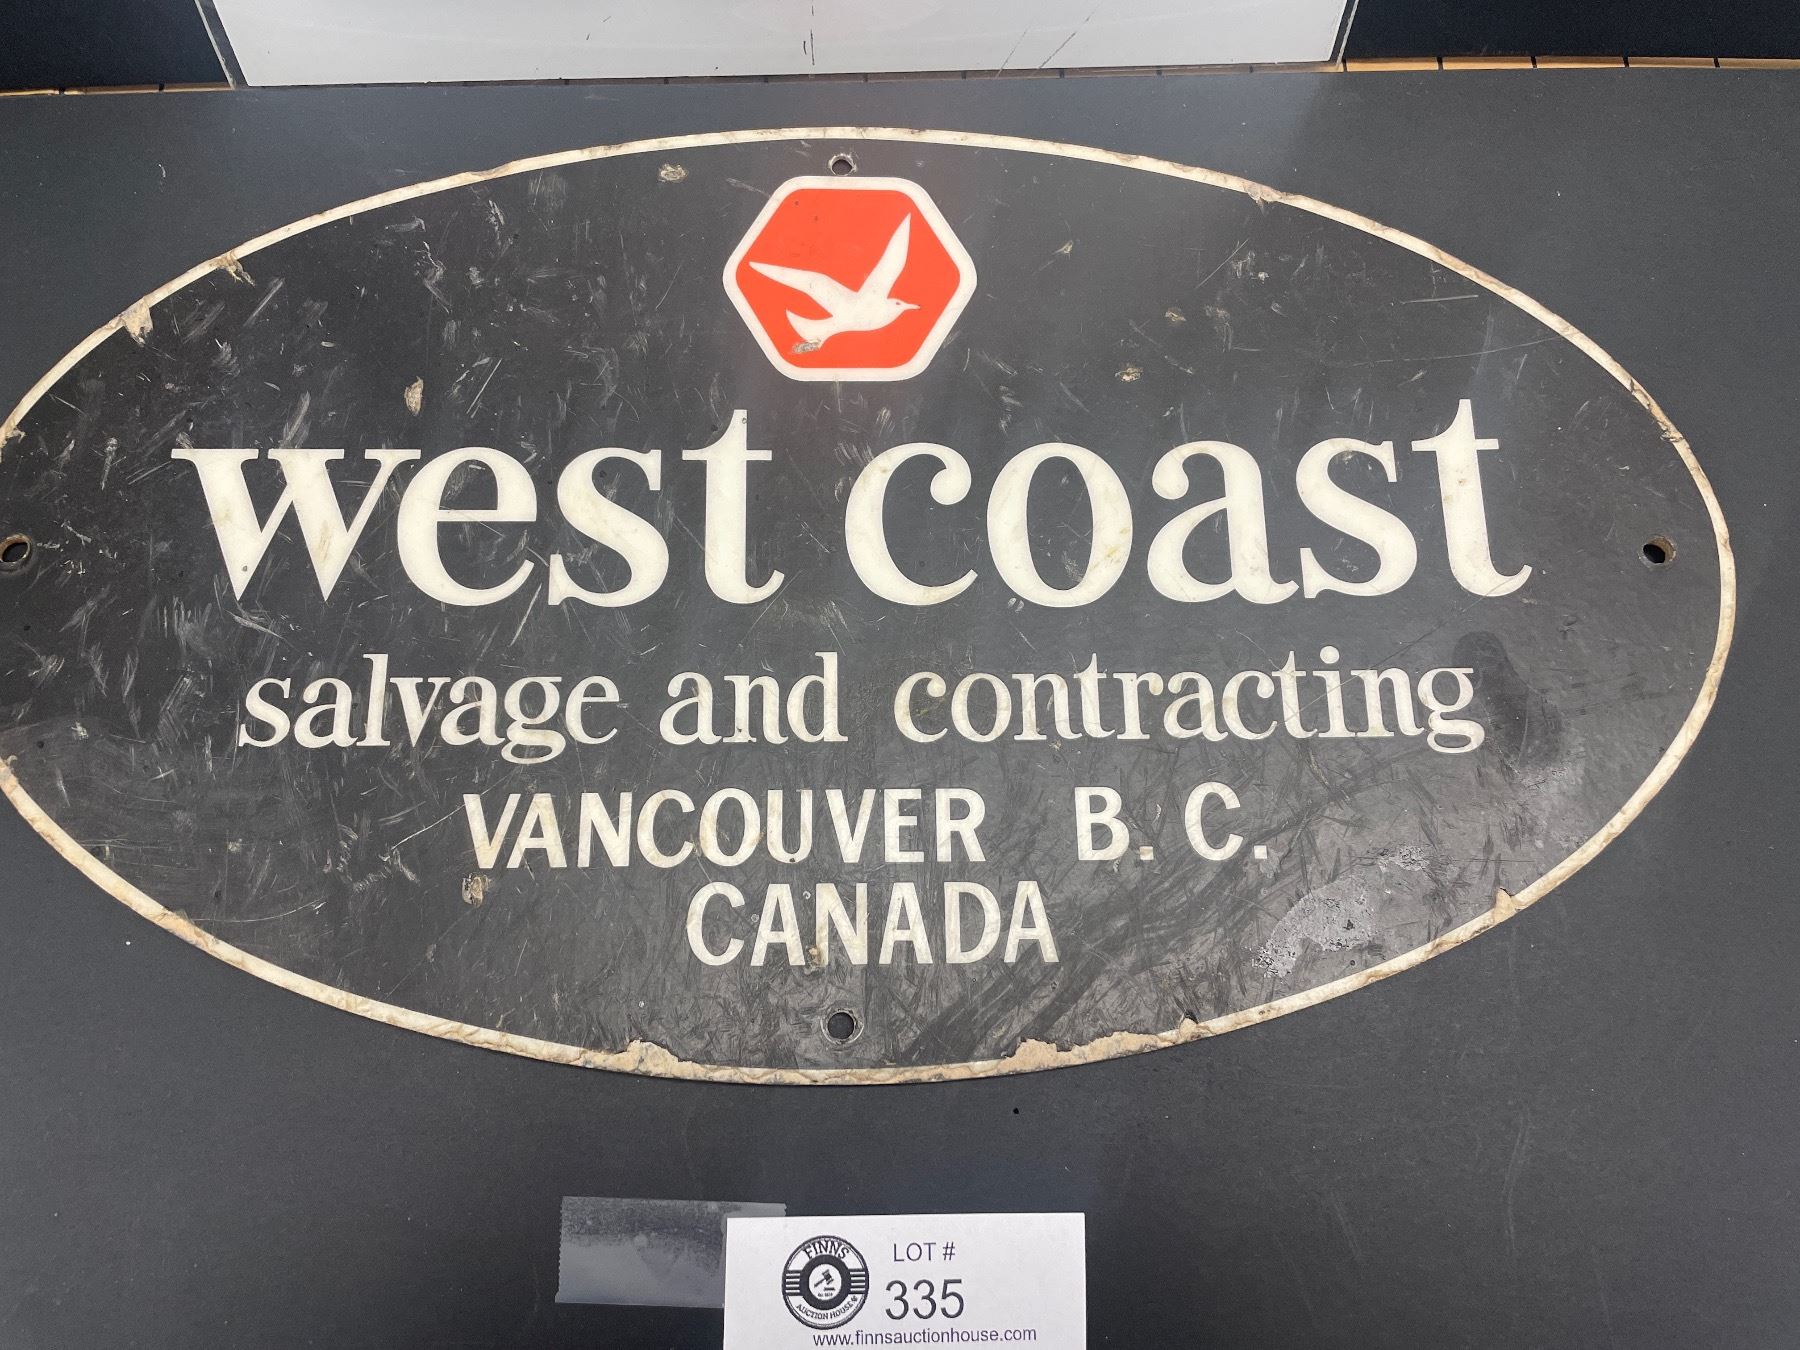 west coast
salvage and contracting
VANCOUVER B. C.
CANADA
FINNS
AUCTION HOUSE
LOT #
335
www.finnsauctionhouse.com